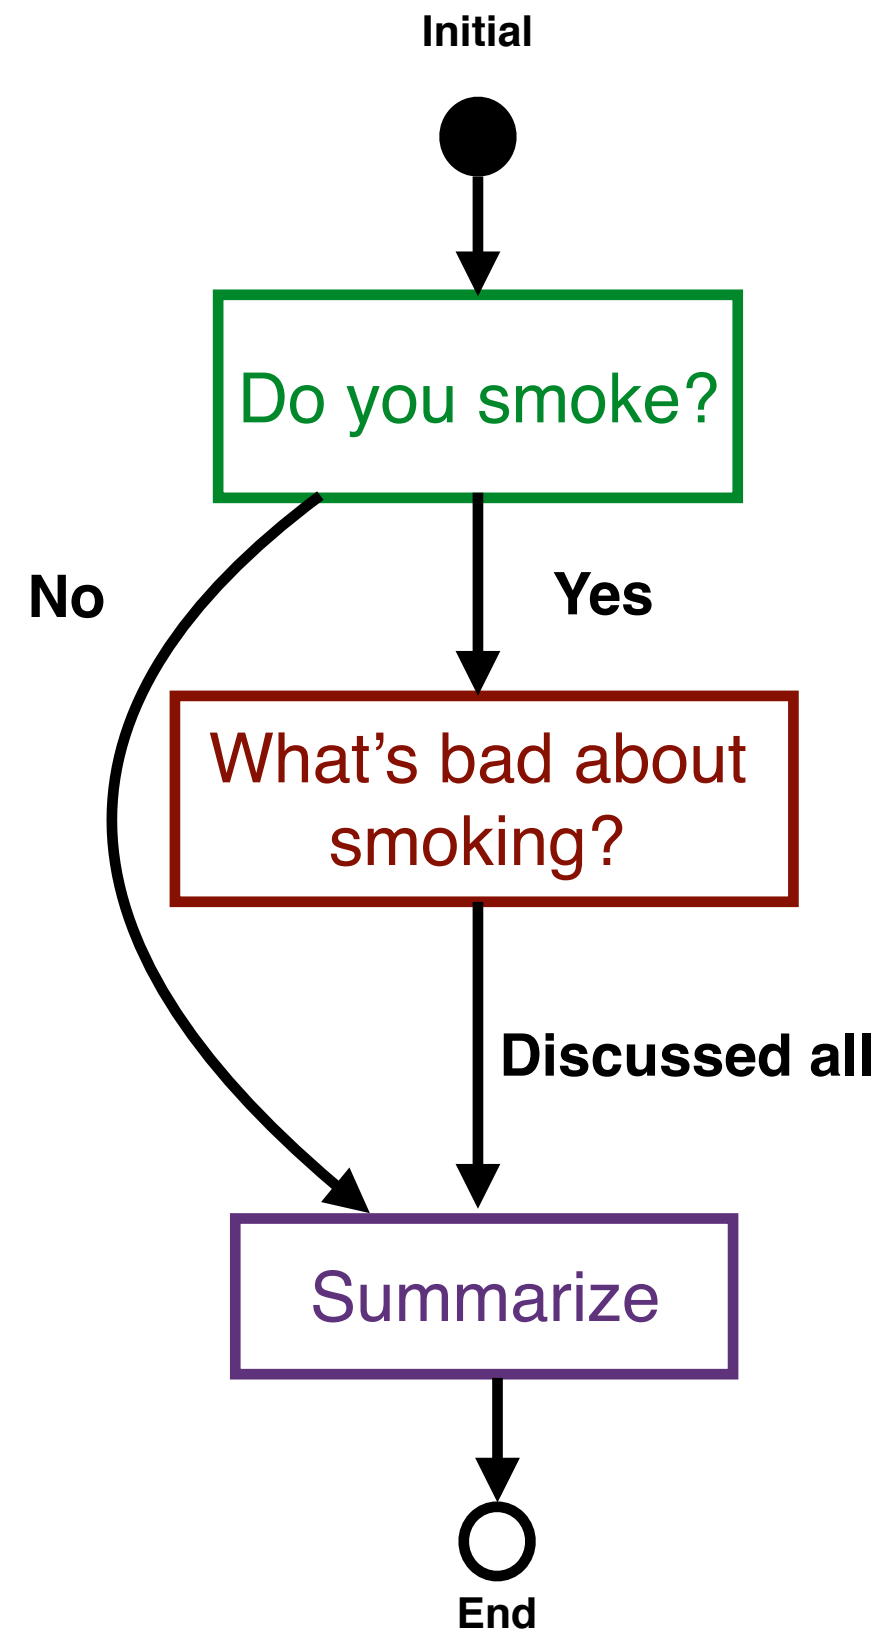 Initial
Do you smoke?
No
Yes
What’s bad about
smoking?
Discussed all
Summarize
End